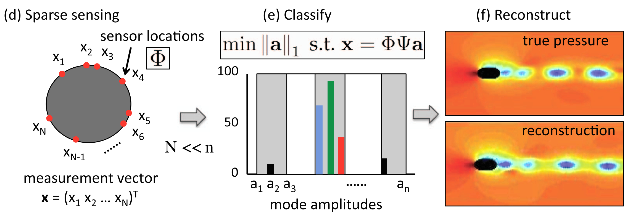 (d) Sparse sensing
sensor locations
Φ
x1
x2
x3
x4
x5
x6
......
xN-1
xN
measurement vector
x = (x1 x2 ... xN)T
N << n
(e) Classify
min ||a||1 s.t. x = ΦΨa
100
50
0
a1 a2 a3 ...... an
mode amplitudes
(f) Reconstruct
true pressure
reconstruction